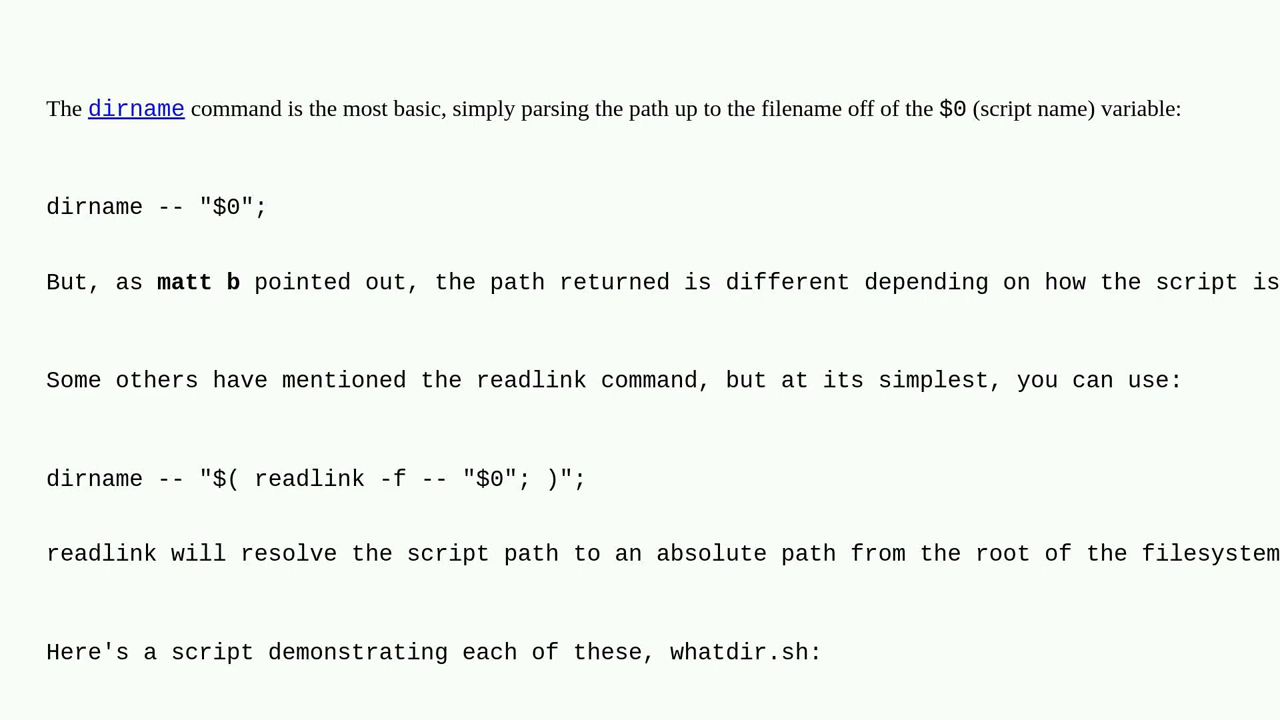 The dirname command is the most basic, simply parsing the path up to the filename off of the $0 (script name) variable:
dirname -- "$0";
But, as matt b pointed out, the path returned is different depending on how the script is
Some others have mentioned the readlink command, but at its simplest, you can use:
dirname -- "$( readlink -f -- "$0"; )";
readlink will resolve the script path to an absolute path from the root of the filesystem
Here's a script demonstrating each of these, whatdir.sh: